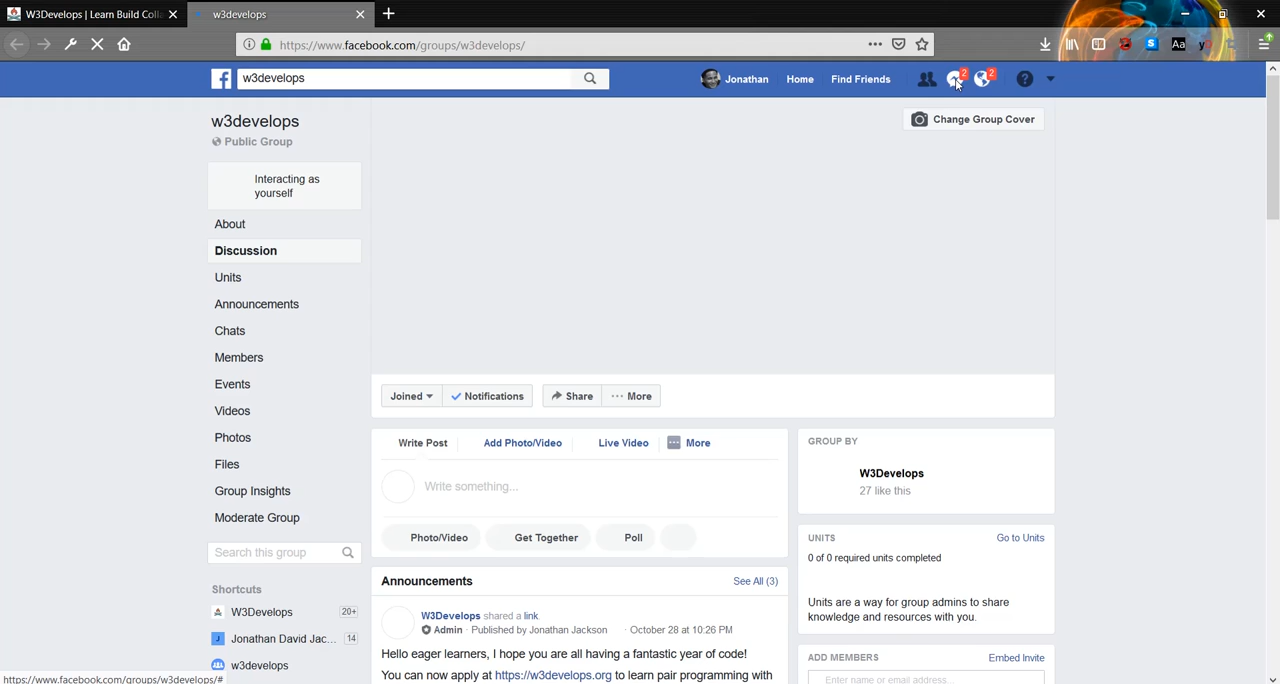 W3Develops | Learn Build Colla
w3develops
https://www.facebook.com/groups/w3develops/
w3develops
Jonathan
Home
Find Friends
2
2
w3develops
Public Group
Change Group Cover
Interacting as
yourself
About
Discussion
Units
Announcements
Chats
Members
Events
Videos
Photos
Files
Group Insights
Moderate Group
Search this group
Shortcuts
W3Develops 20+
Jonathan David Jac... 14
w3develops
https://www.facebook.com/groups/w3develops/#
Joined
Notifications
Share
More
Write Post
Add Photo/Video
Live Video
More
Write something...
Photo/Video
Get Together
Poll
Announcements
See All (3)
W3Develops shared a link
Admin · Published by Jonathan Jackson · October 28 at 10:26 PM
Hello eager learners, I hope you are all having a fantastic year of code!
You can now apply at https://w3develops.org to learn pair programming with
GROUP BY
W3Develops
27 like this
UNITS
Go to Units
0 of 0 required units completed
Units are a way for group admins to share
knowledge and resources with you.
ADD MEMBERS
Embed Invite
Enter name or email address...